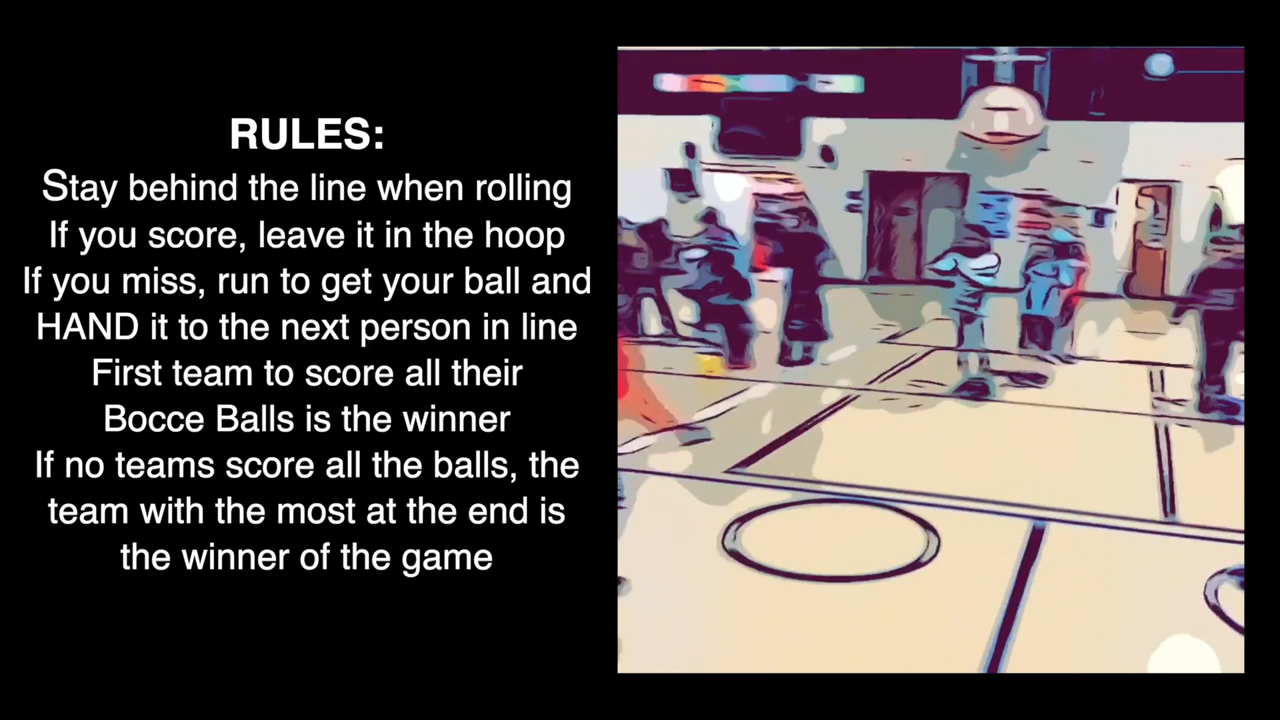 RULES:
Stay behind the line when rolling
If you score, leave it in the hoop
If you miss, run to get your ball and
HAND it to the next person in line
First team to score all their
Bocce Balls is the winner
If no teams score all the balls, the
team with the most at the end is
the winner of the game